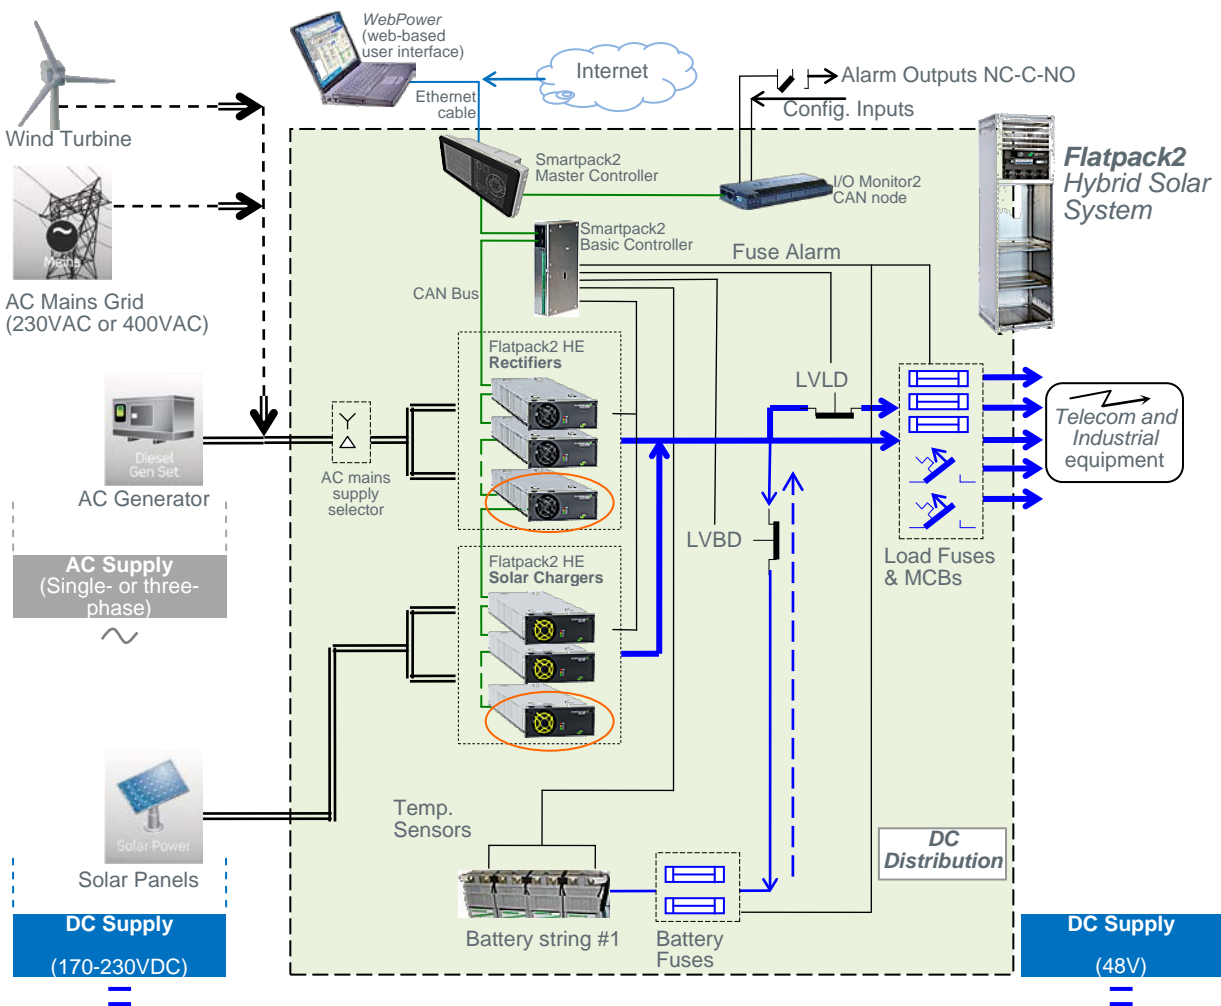 WebPower
(web-based
user interface)
Internet
Alarm Outputs NC-C-NO
Config. Inputs
Ethernet
cable
Wind Turbine
Smartpack2
Master Controller
I/O Monitor2
CAN node
Flatpack2
Hybrid Solar
System
Mains
Smartpack2
Basic Controller
Fuse Alarm
AC Mains Grid
(230VAC or 400VAC)
CAN Bus
Flatpack2 HE
Rectifiers
LVLD
Telecom and
Industrial
equipment
Diesel
Gen Set
AC Generator
AC mains
supply
selector
LVBD
Load Fuses
& MCBs
AC Supply
(Single- or three-
phase)
Flatpack2 HE
Solar Chargers
Solar Power
Solar Panels
Temp.
Sensors
DC
Distribution
Battery string #1
Battery
Fuses
DC Supply
(170-230VDC)
DC Supply
(48V)